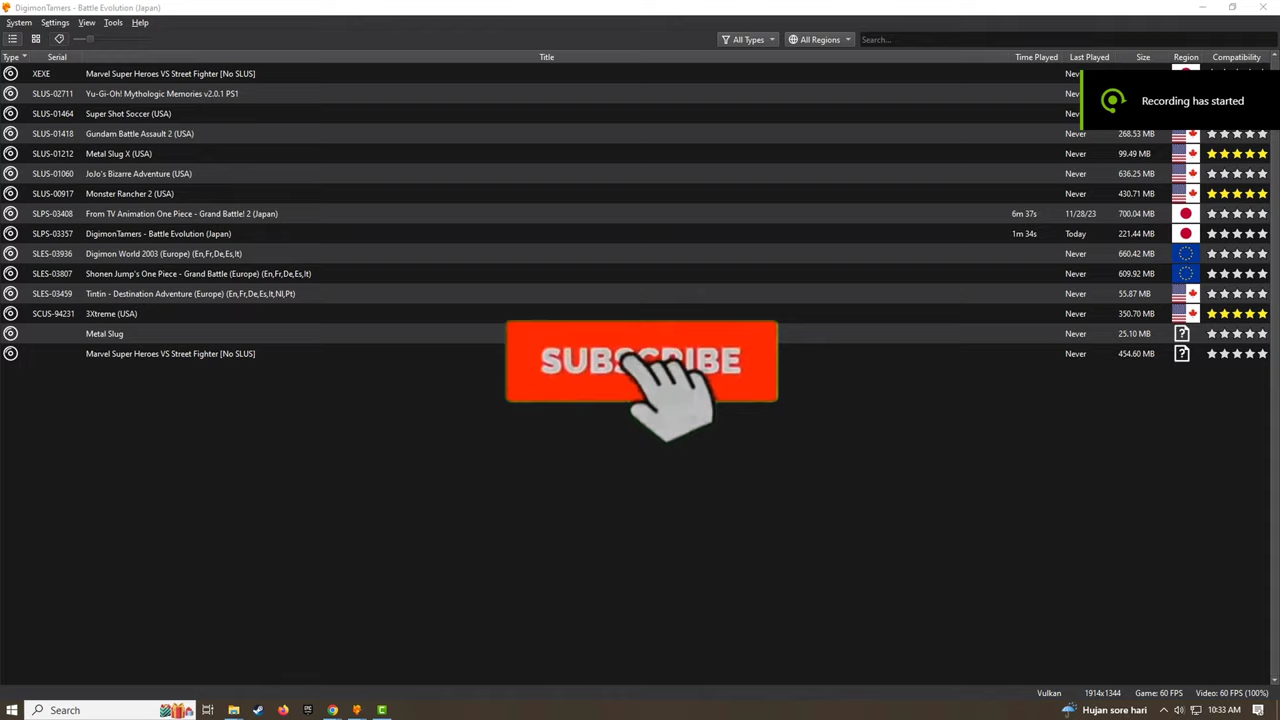 DigimonTamers - Battle Evolution (Japan)
System Settings View Tools Help
All Types All Regions Search...
Type Serial Title Time Played Last Played Size Region Compatibility
XEXE Marvel Super Heroes VS Street Fighter [No SLUS]
Recording has started
SLUS-02711 Yu-Gi-Oh! Mythologic Memories v2.0.1 PS1
SLUS-01464 Super Shot Soccer (USA)
SLUS-01418 Gundam Battle Assault 2 (USA) Never 268.53 MB
SLUS-01212 Metal Slug X (USA) Never 99.49 MB
SLUS-01060 JoJo's Bizarre Adventure (USA) Never 636.25 MB
SLUS-00917 Monster Rancher 2 (USA) Never 430.71 MB
SLPS-03408 From TV Animation One Piece - Grand Battle! 2 (Japan) 6m 37s 11/28/23 700.04 MB
SLPS-03357 DigimonTamers - Battle Evolution (Japan) 1m 34s Today 221.44 MB
SLES-03936 Digimon World 2003 (Europe) (En,Fr,De,Es,It) Never 660.42 MB
SLES-03807 Shonen Jump's One Piece - Grand Battle (Europe) (En,Fr,De,Es,It) Never 609.92 MB
SLES-03459 Tintin - Destination Adventure (Europe) (En,Fr,De,Es,It,Nl,Pt) Never 55.87 MB
SCUS-94231 3Xtreme (USA) Never 350.70 MB
Metal Slug Never 25.10 MB
Marvel Super Heroes VS Street Fighter [No SLUS] Never 454.60 MB
SUBSCRIBE
Vulkan 1914x1344 Game: 60 FPS Video: 60 FPS (100%)
Search Hujan sore hari 10:33 AM